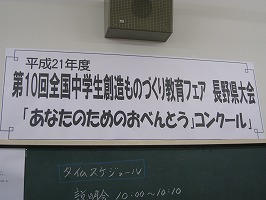 平成21年度
第10回全国中学生創造ものづくり教育フェア 長野県大会
「あなたのためのおべんとう」コンクール」
タイムスケジュール
説明会 10:00~10:10